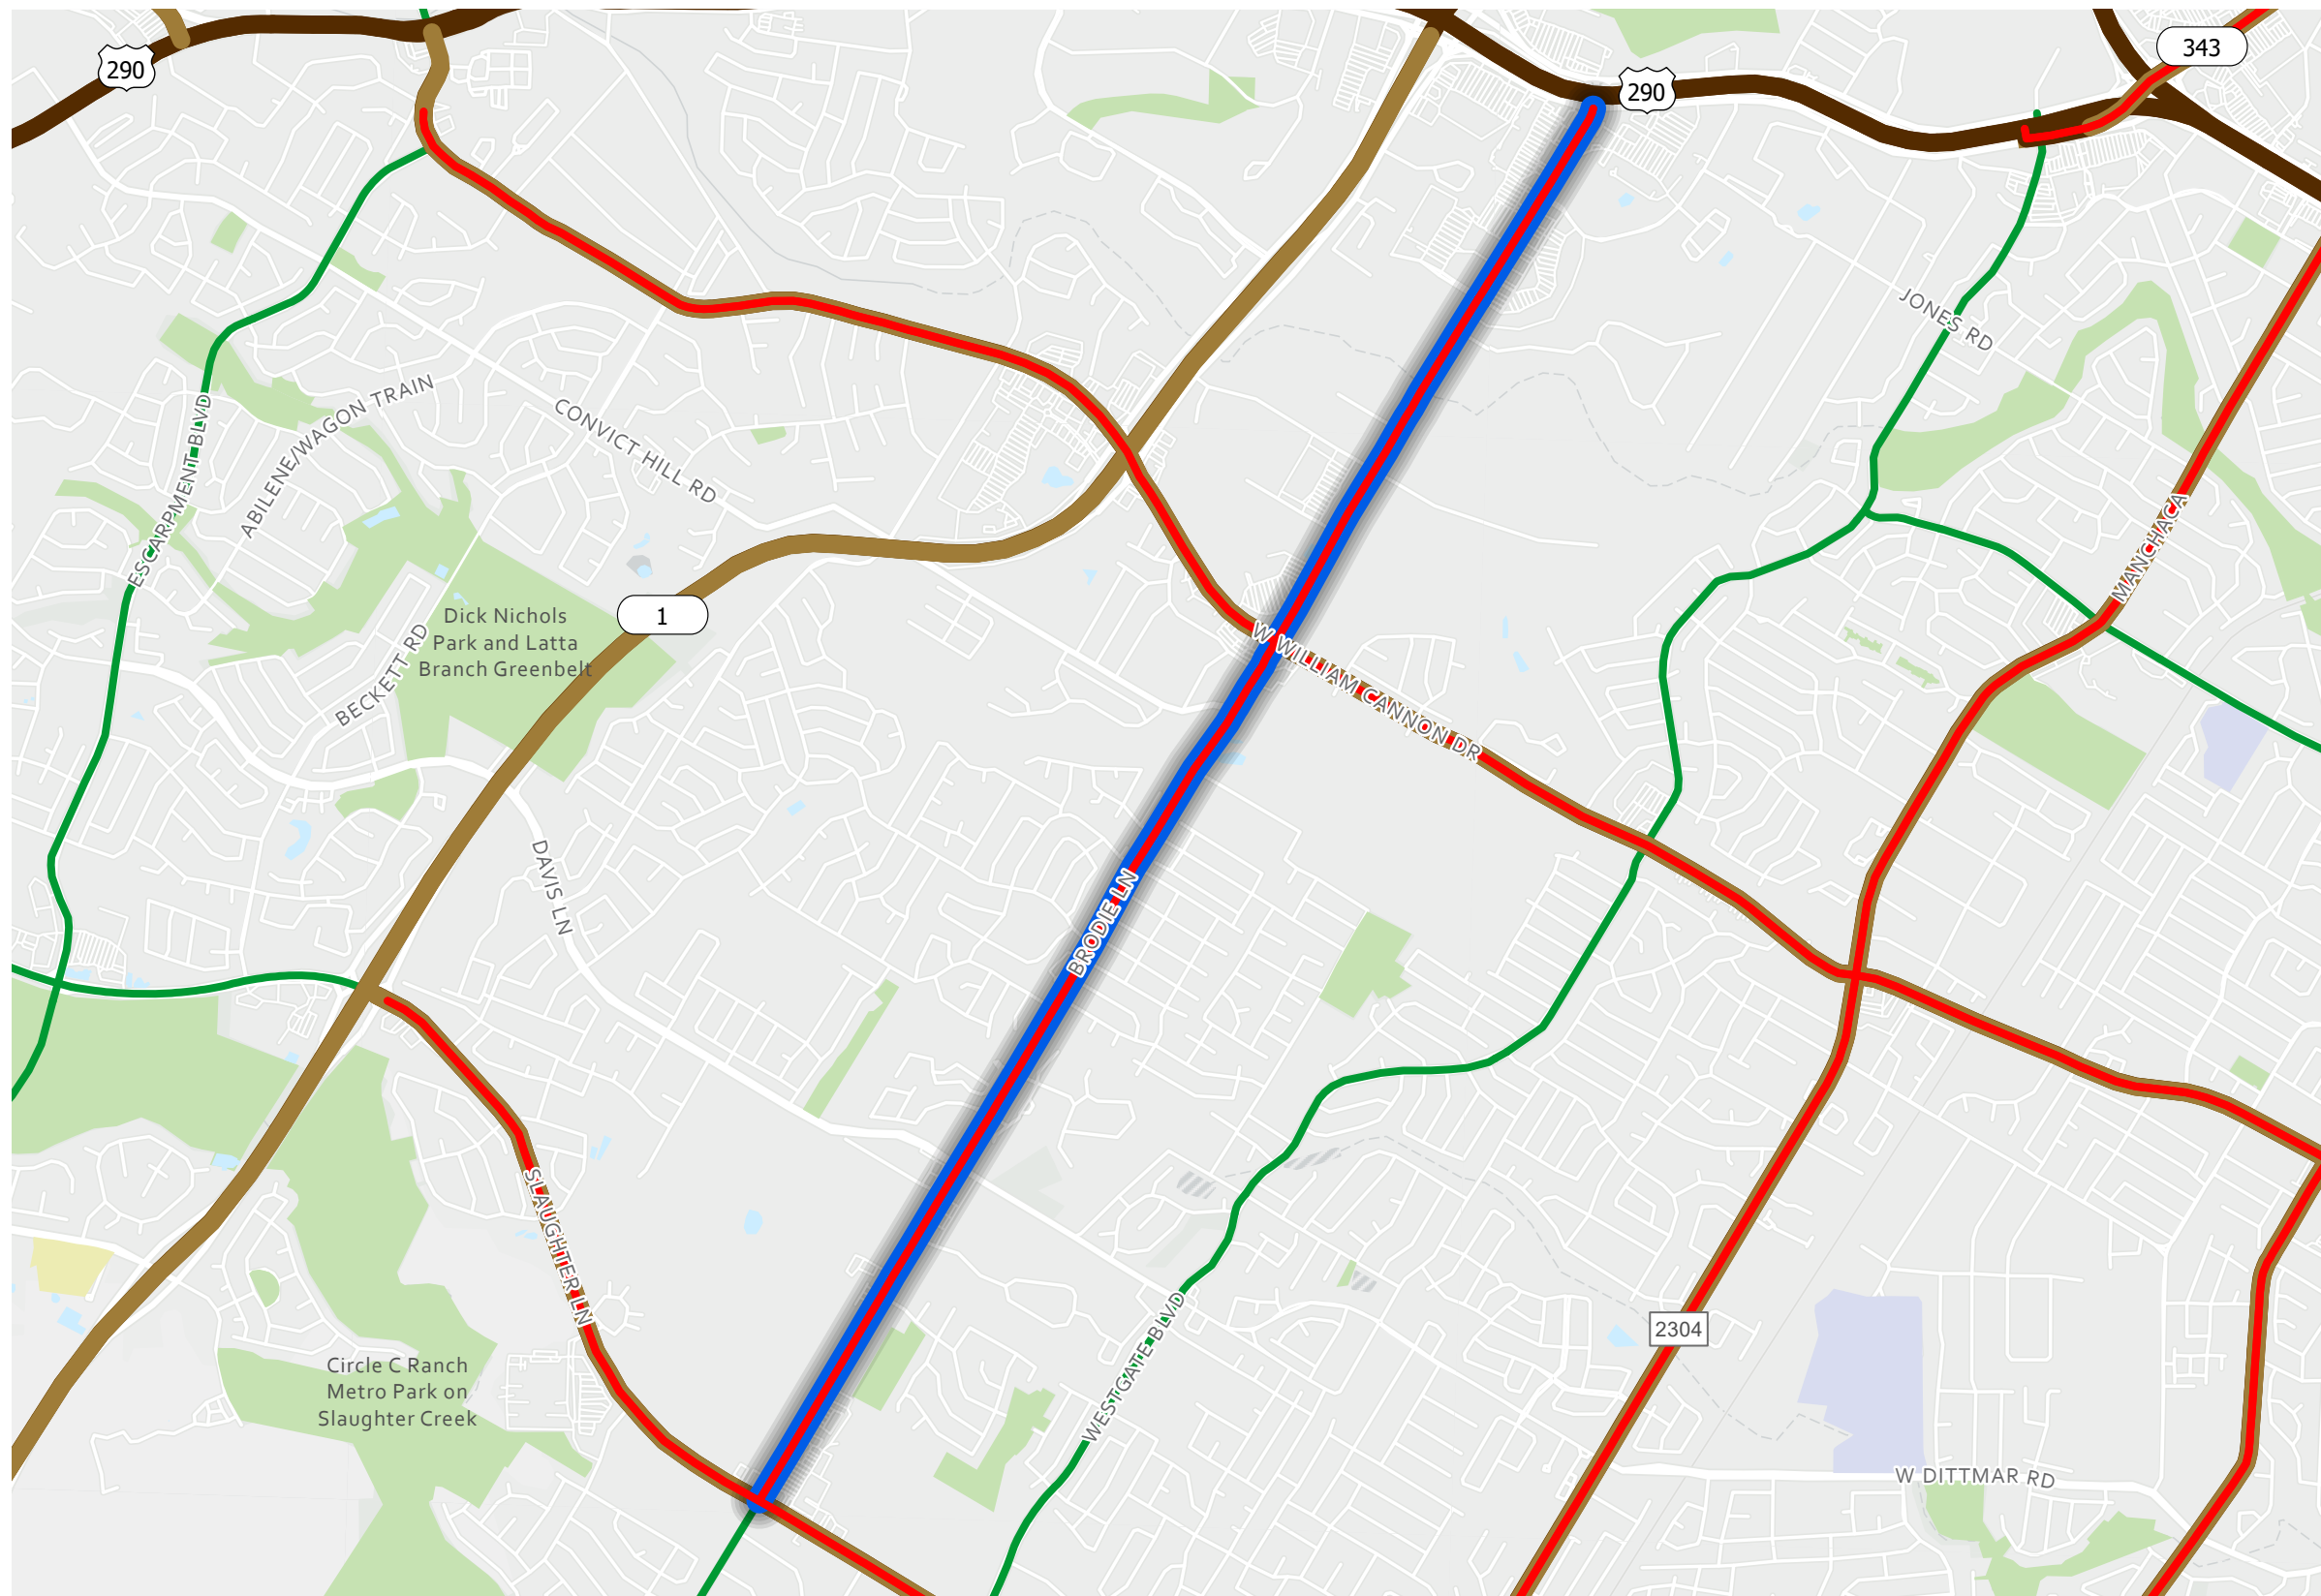 343
290
290
JONES RD
ABILENE/WAGON TRAIN
CONVICT HILL RD
ESCARPMENT BLVD
MANCHACA
Dick Nichols
Park and Latta
Branch Greenbelt
1
BECKETT RD
W WILLIAM CANNON DR
DAVIS LN
BRODIE LN
SLAUGHTER LN
WESTGATE BLVD
2304
Circle C Ranch
Metro Park on
Slaughter Creek
W DITTMAR RD